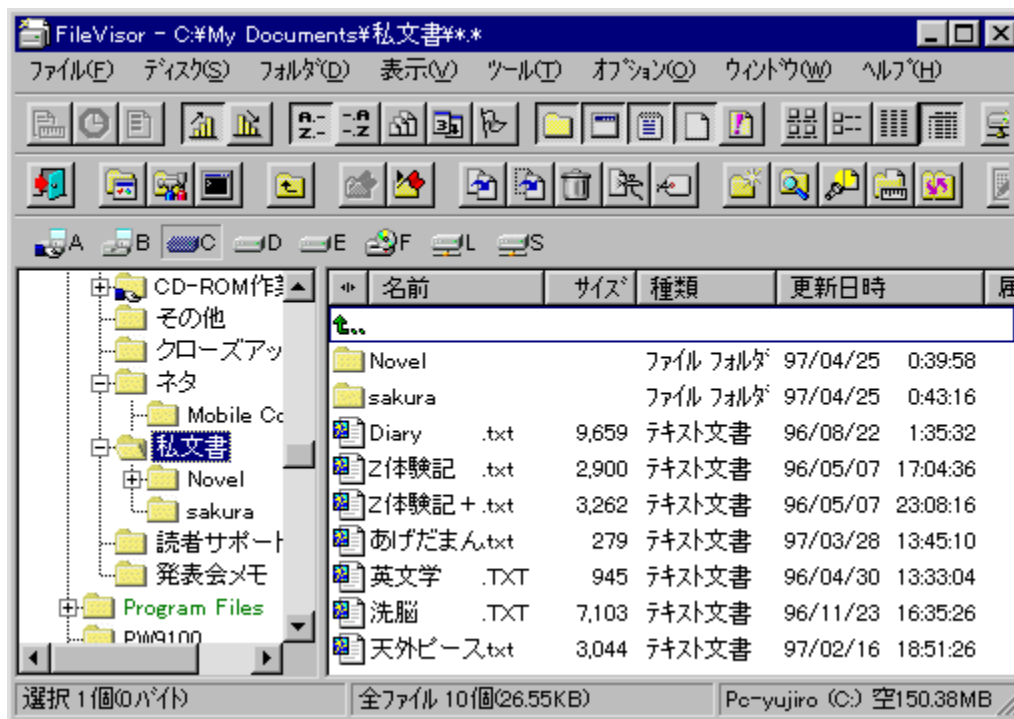 FileVisor - C:¥My Documents¥私文書¥*.*
ﾌｧｲﾙ(F) ﾃﾞｨｽｸ(S) ﾌｫﾙﾀﾞ(D) 表示(V) ﾂｰﾙ(T) ｵﾌﾟｼｮﾝ(O) ｳｨﾝﾄﾞｳ(W) ﾍﾙﾌﾟ(H)
A B C D E F L S
CD-ROM作業
その他
クローズアッ
ネタ
Mobile Co
私文書
Novel
sakura
読者サポート
発表会メモ
Program Files
PW9100
名前 ｻｲｽﾞ 種類 更新日時 属
..
Novel ﾌｧｲﾙ ﾌｫﾙﾀﾞ 97/04/25 0:39:58
sakura ﾌｧｲﾙ ﾌｫﾙﾀﾞ 97/04/25 0:43:16
Diary .txt 9,659 ﾃｷｽﾄ文書 96/08/22 1:35:32
Z体験記 .txt 2,900 ﾃｷｽﾄ文書 96/05/07 17:04:36
Z体験記＋.txt 3,262 ﾃｷｽﾄ文書 96/05/07 23:08:16
あげだまん.txt 279 ﾃｷｽﾄ文書 97/03/28 13:45:10
英文学 .TXT 945 ﾃｷｽﾄ文書 96/04/30 13:33:04
洗脳 .TXT 7,103 ﾃｷｽﾄ文書 96/11/23 16:35:26
天外ピース.txt 3,044 ﾃｷｽﾄ文書 97/02/16 18:51:26
選択 1個(0ﾊﾞｲﾄ) 全ﾌｧｲﾙ 10個(26.55KB) Pc-yujiro (C:) 空150.38MB